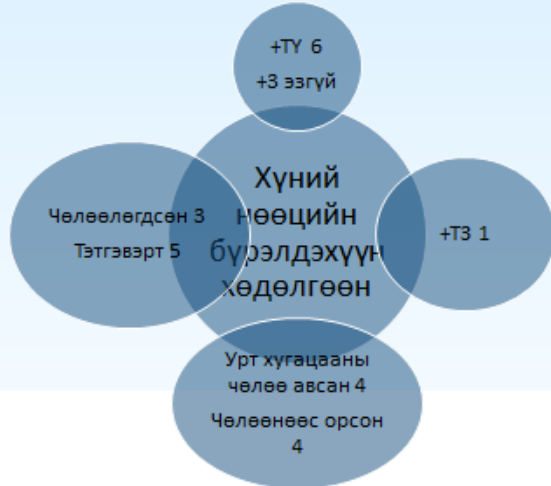 +ТҮ 6
+3 эзгүй
Хүний
нөөцийн
бүрэлдэхүүн
хөдөлгөөн
Чөлөөлөгдсөн 3
Тэтгэвэрт 5
+ТЗ 1
Урт хугацааны
чөлөө авсан 4
Чөлөөнөөс орсон
4